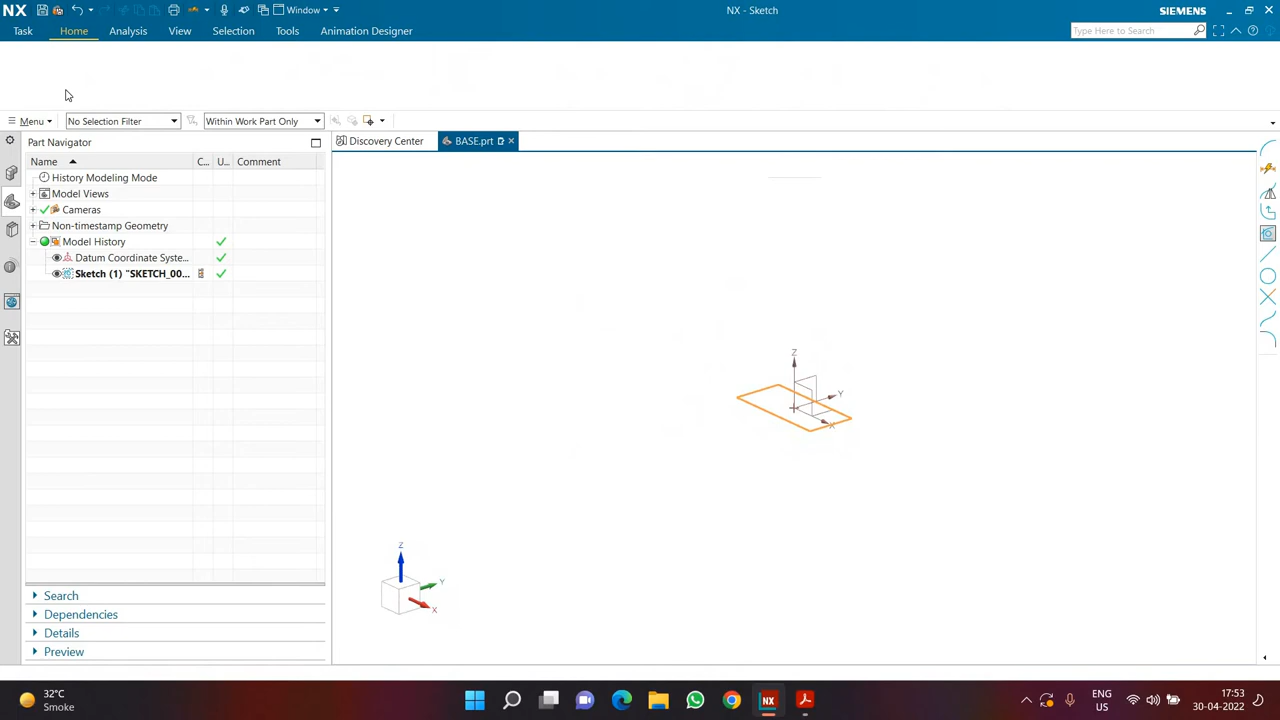 NX Window NX - Sketch SIEMENS
Task Home Analysis View Selection Tools Animation Designer Type Here to Search
Menu No Selection Filter Within Work Part Only
Part Navigator Discovery Center BASE.prt
Name C... U... Comment
History Modeling Mode
Model Views
Cameras
Non-timestamp Geometry
Model History
Datum Coordinate Syste...
Sketch (1) "SKETCH_00...
Z
Y
X
Z
Y
X
Search
Dependencies
Details
Preview
32°C
Smoke
NX
ENG
US
17:53
30-04-2022